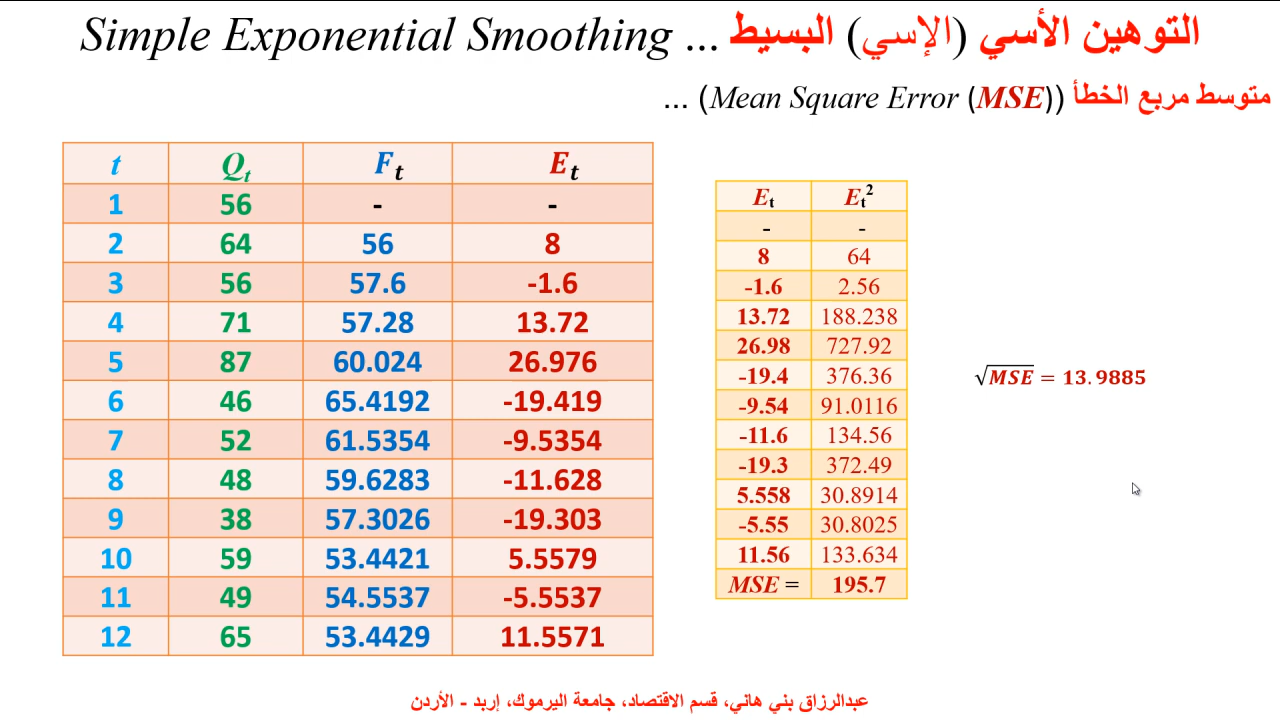 Simple Exponential Smoothing ... التوهين الأسي (الإسي) البسيط
متوسط مربع الخطأ (Mean Square Error (MSE)) ...
t Q_t F_t E_t
1 56 - -
2 64 56 8
3 56 57.6 -1.6
4 71 57.28 13.72
5 87 60.024 26.976
6 46 65.4192 -19.419
7 52 61.5354 -9.5354
8 48 59.6283 -11.628
9 38 57.3026 -19.303
10 59 53.4421 5.5579
11 49 54.5537 -5.5537
12 65 53.4429 11.5571
E_t E_t²
- -
8 64
-1.6 2.56
13.72 188.238
26.98 727.92
-19.4 376.36
-9.54 91.0116
-11.6 134.56
-19.3 372.49
5.558 30.8914
-5.55 30.8025
11.56 133.634
MSE = 195.7
√MSE = 13.9885
عبدالرزاق بني هاني، قسم الاقتصاد، جامعة اليرموك، إربد - الأردن